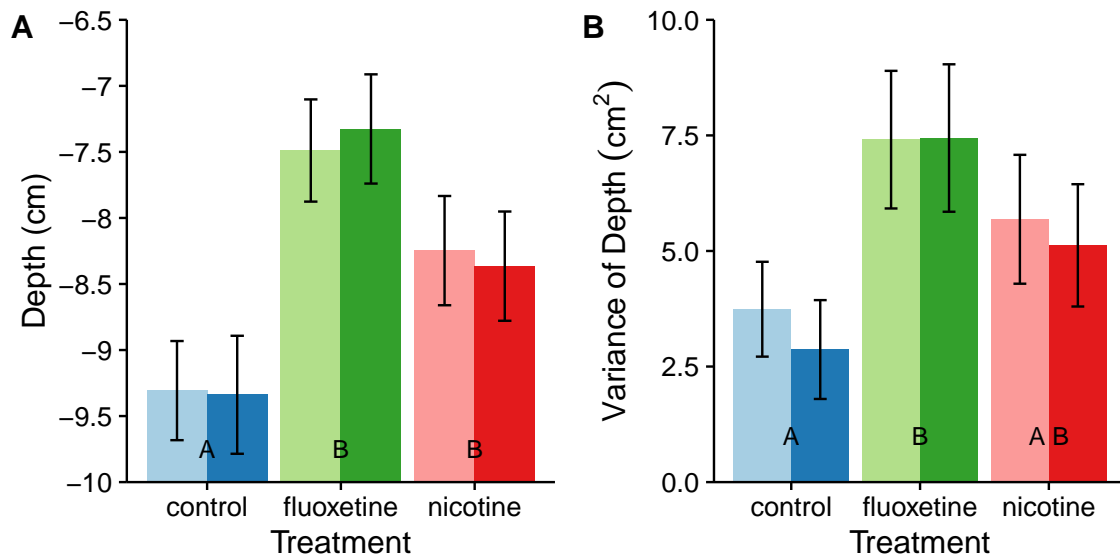 A
Depth (cm)
−6.5
−7
−7.5
−8
−8.5
−9
−9.5
−10
A
B
B
control
fluoxetine
nicotine
Treatment
B
Variance of Depth (cm²)
10.0
7.5
5.0
2.5
0.0
A
B
A B
control
fluoxetine
nicotine
Treatment